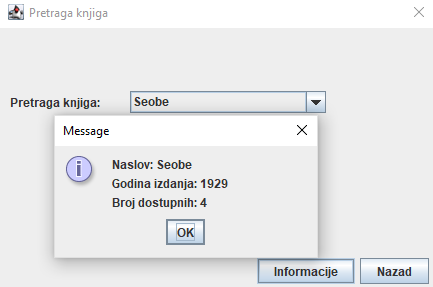 Pretraga knjiga
Pretraga knjiga:
Seobe
Message
Naslov: Seobe
Godina izdanja: 1929
Broj dostupnih: 4
OK
Informacije
Nazad